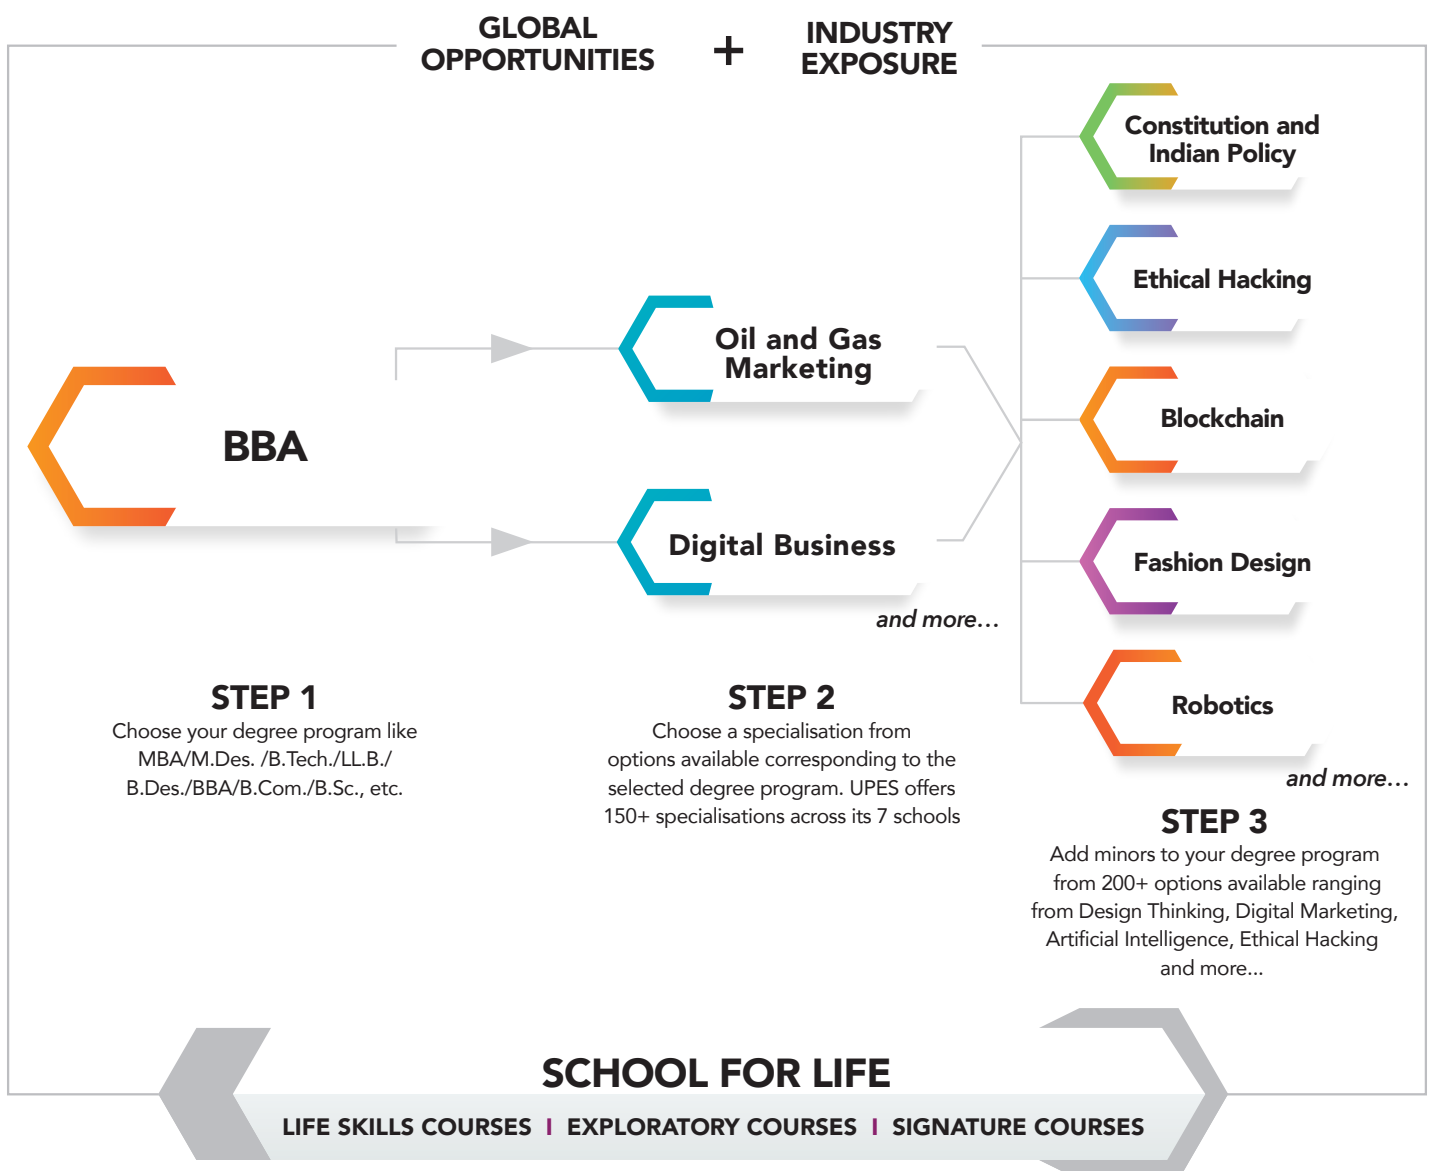 GLOBAL
OPPORTUNITIES
+
INDUSTRY
EXPOSURE
BBA
Oil and Gas
Marketing
Digital Business
and more...
Constitution and
Indian Policy
Ethical Hacking
Blockchain
Fashion Design
Robotics
and more...
STEP 1
Choose your degree program like
MBA/M.Des. /B.Tech./LL.B./
B.Des./BBA/B.Com./B.Sc., etc.
STEP 2
Choose a specialisation from
options available corresponding to the
selected degree program. UPES offers
150+ specialisations across its 7 schools
STEP 3
Add minors to your degree program
from 200+ options available ranging
from Design Thinking, Digital Marketing,
Artificial Intelligence, Ethical Hacking
and more...
SCHOOL FOR LIFE
LIFE SKILLS COURSES I EXPLORATORY COURSES I SIGNATURE COURSES